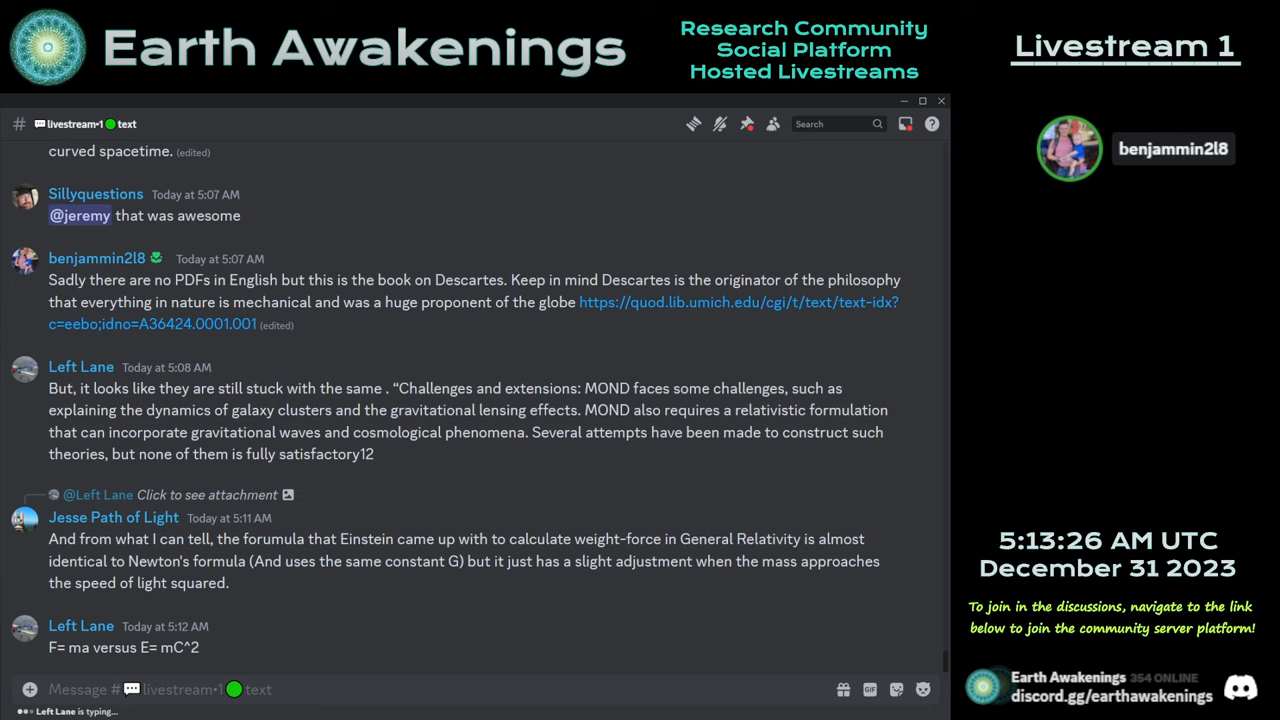 Earth Awakenings
Research Community
Social Platform
Hosted Livestreams
Livestream 1
benjammin2l8
# livestream•1 text
Search
curved spacetime. (edited)
Sillyquestions Today at 5:07 AM
@jeremy that was awesome
benjammin2l8 Today at 5:07 AM
Sadly there are no PDFs in English but this is the book on Descartes. Keep in mind Descartes is the originator of the philosophy
that everything in nature is mechanical and was a huge proponent of the globe https://quod.lib.umich.edu/cgi/t/text/text-idx?
c=eebo;idno=A36424.0001.001 (edited)
Left Lane Today at 5:08 AM
But, it looks like they are still stuck with the same . “Challenges and extensions: MOND faces some challenges, such as
explaining the dynamics of galaxy clusters and the gravitational lensing effects. MOND also requires a relativistic formulation
that can incorporate gravitational waves and cosmological phenomena. Several attempts have been made to construct such
theories, but none of them is fully satisfactory12
@Left Lane Click to see attachment
Jesse Path of Light Today at 5:11 AM
And from what I can tell, the forumula that Einstein came up with to calculate weight-force in General Relativity is almost
identical to Newton's formula (And uses the same constant G) but it just has a slight adjustment when the mass approaches
the speed of light squared.
Left Lane Today at 5:12 AM
F= ma versus E= mC^2
Message # livestream•1 text
GIF
Left Lane is typing...
5:13:26 AM UTC
December 31 2023
To join in the discussions, navigate to the link
below to join the community server platform!
Earth Awakenings 354 ONLINE
discord.gg/earthawakenings